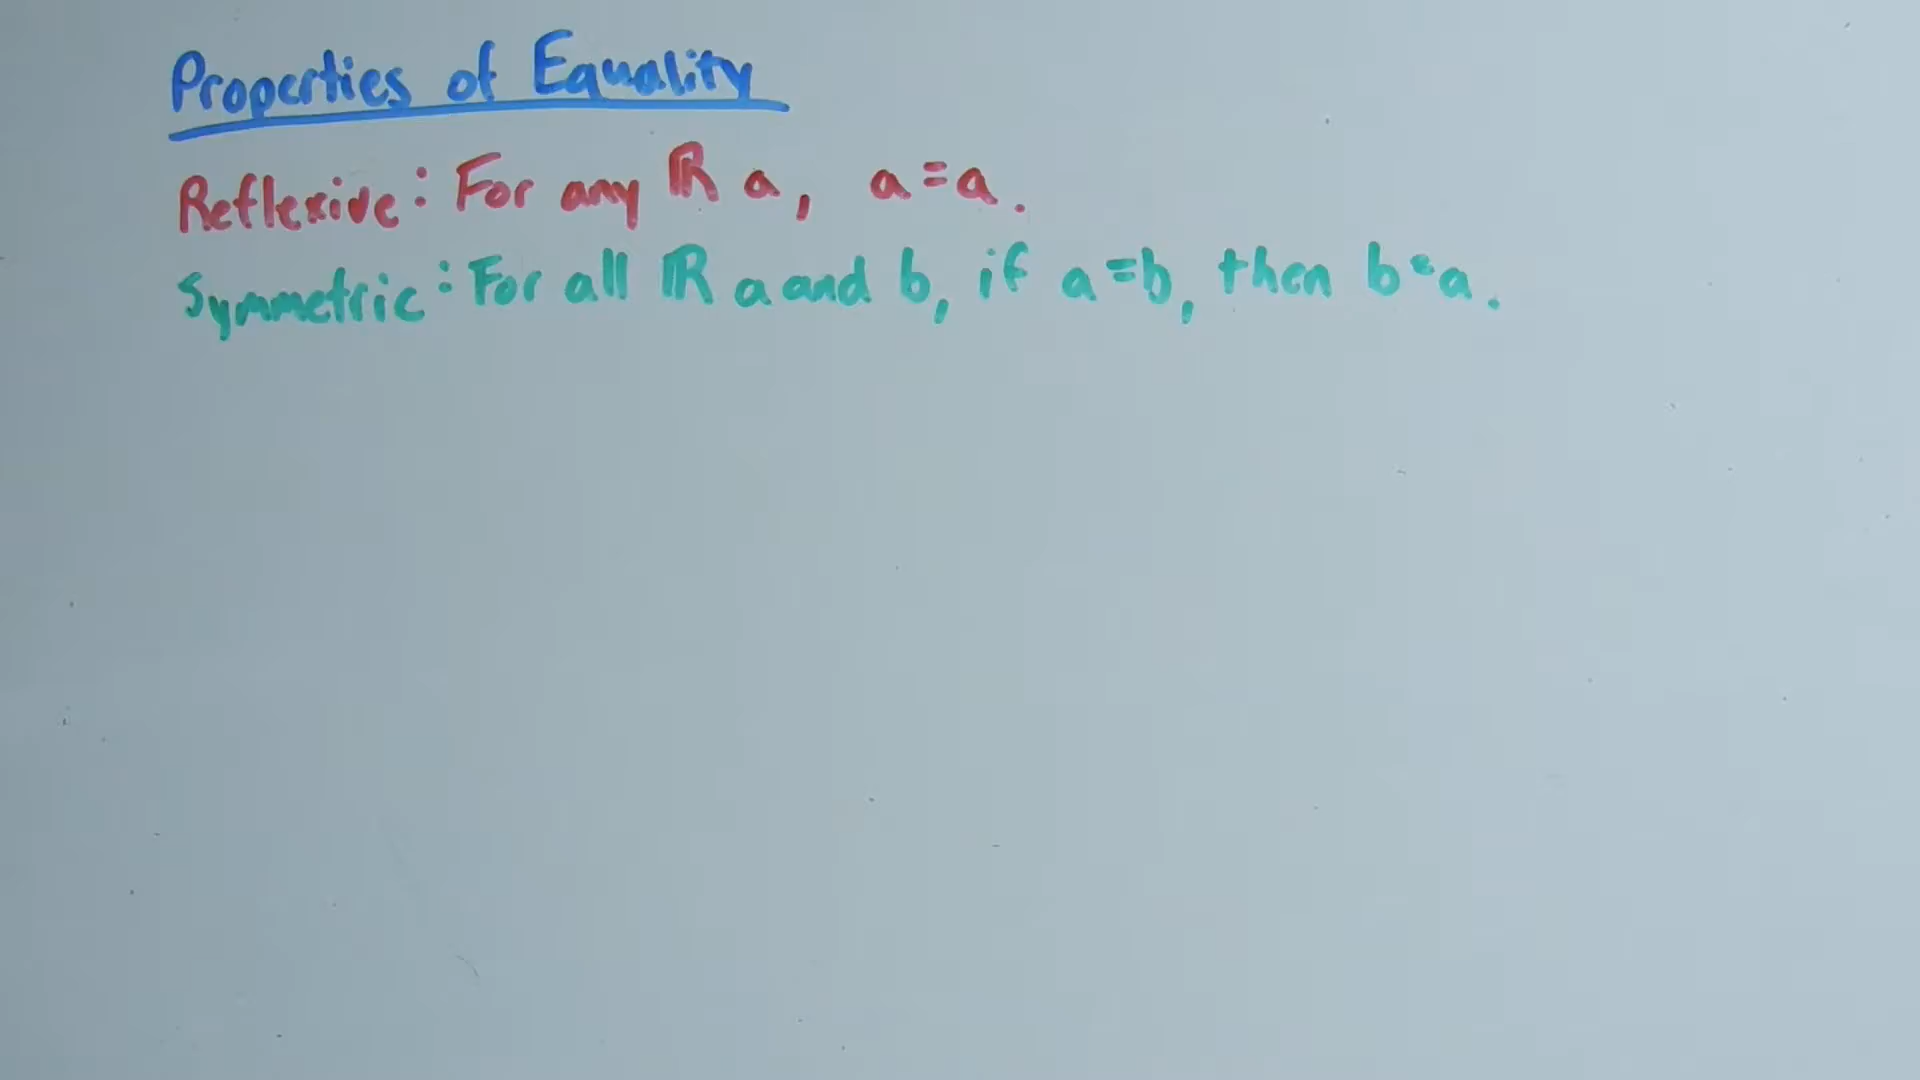 Properties of Equality
Reflexive: For any ℝ a, a=a.
Symmetric: For all ℝ a and b, if a=b, then b=a.